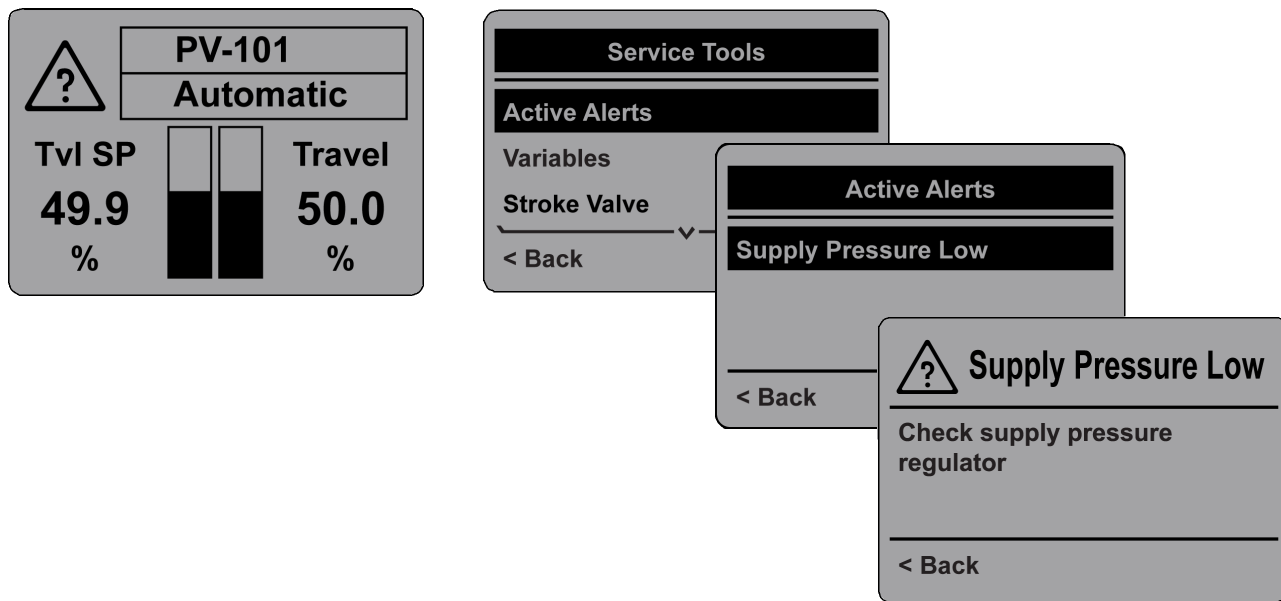 ?
PV-101
Automatic
Tvl SP
49.9
%
Travel
50.0
%
Service Tools
Active Alerts
Variables
Stroke Valve
< Back
Active Alerts
Supply Pressure Low
< Back
?
Supply Pressure Low
Check supply pressure
regulator
< Back